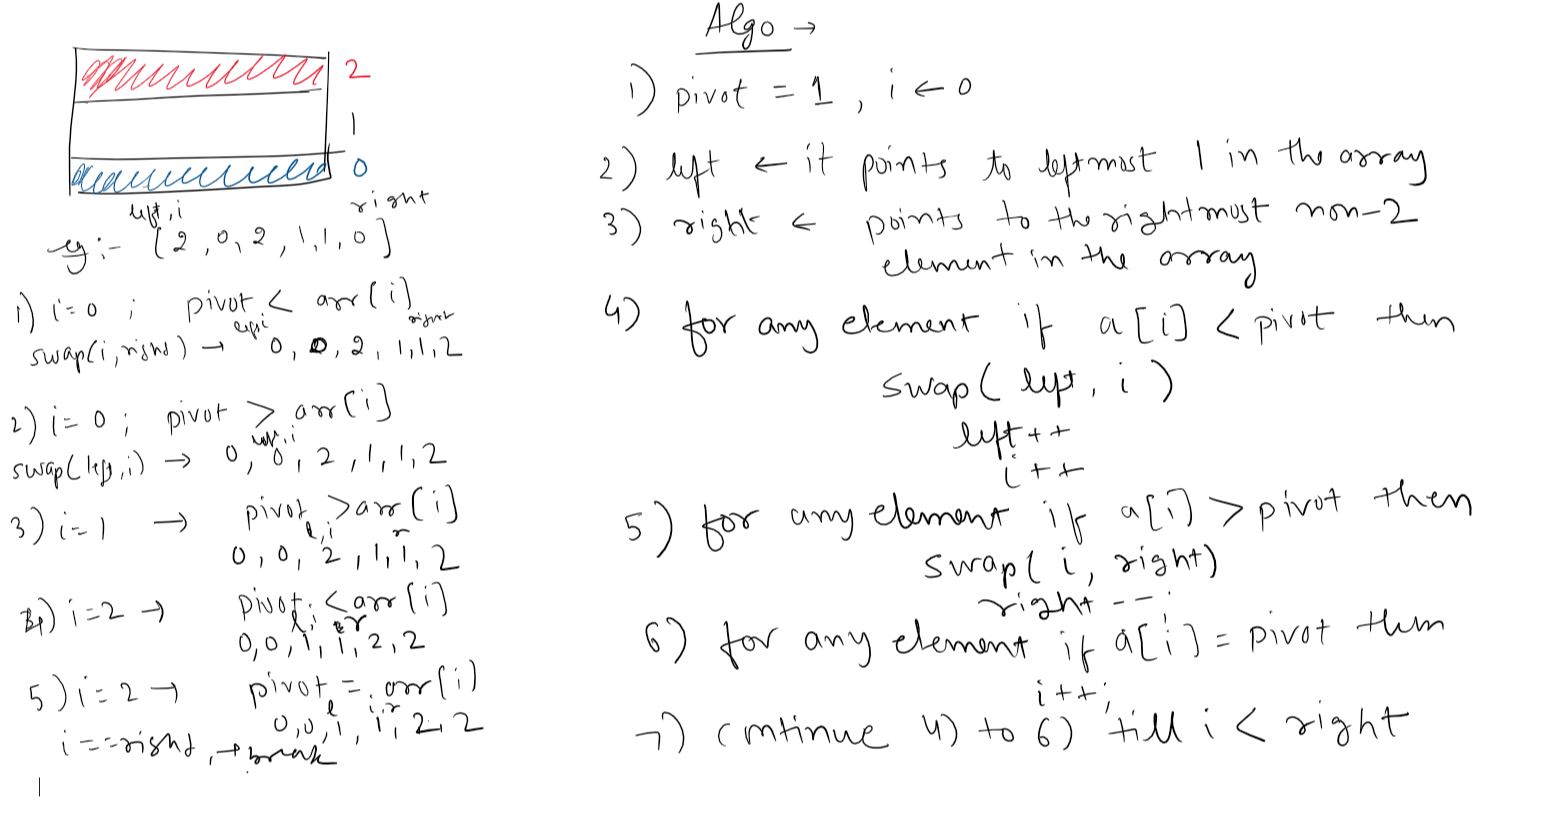 2
1
0
left,i right
eg:- [2,0,2,1,1,0]
1) i=0 ; pivot < arr[i]
left,i right
swap(i,right) → 0, 0, 2, 1,1,2
2) i=0 ; pivot > arr[i]
left,i
swap(left,i) → 0, 0, 2, 1, 1, 2
3) i=1 → pivot > arr[i]
l,i r
0, 0, 2, 1, 1, 2
4) i=2 → pivot < arr[i]
l,i r
0,0,1,1,2,2
5) i=2 → pivot = arr[i]
l i,r
0,0,1,1,2,2
i==right, → break
Algo →
1) pivot = 1, i ← 0
2) left ← it points to leftmost 1 in the array
3) right ← points to the rightmost non-2
element in the array
4) for any element if a[i] < pivot then
swap( left, i )
left++
i++
5) for any element if a[i] > pivot then
swap( i, right)
right --;
6) for any element if a[i] = pivot then
i++;
7) continue 4) to 6) till i < right